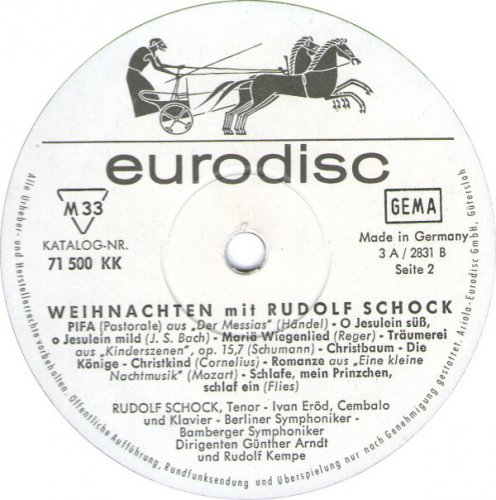 eurodisc
M 33
KATALOG-NR.
71 500 KK
GEMA
Made in Germany
3 A / 2831 B
Seite 2
WEIHNACHTEN mit RUDOLF SCHOCK
PIFA (Pastorale) aus „Der Messias" (Händel) - O Jesulein süß,
o Jesulein mild (J. S. Bach) - Mariä Wiegenlied (Reger) - Träumerei
aus „Kinderszenen", op. 15,7 (Schumann) - Christbaum - Die
Könige - Christkind (Cornelius) - Romanze aus „Eine kleine
Nachtmusik" (Mozart) - Schlafe, mein Prinzchen,
schlaf ein (Flies)
RUDOLF SCHOCK, Tenor - Ivan Eröd, Cembalo
und Klavier - Berliner Symphoniker -
Bamberger Symphoniker
Dirigenten Günther Arndt
und Rudolf Kempe
Alle Urheber- und Herstellerrechte vorbehalten. Öffentliche Aufführung, Rundfunksendung und Überspielung nur nach Genehmigung gestattet. Ariola-Eurodisc GmbH, Gütersloh